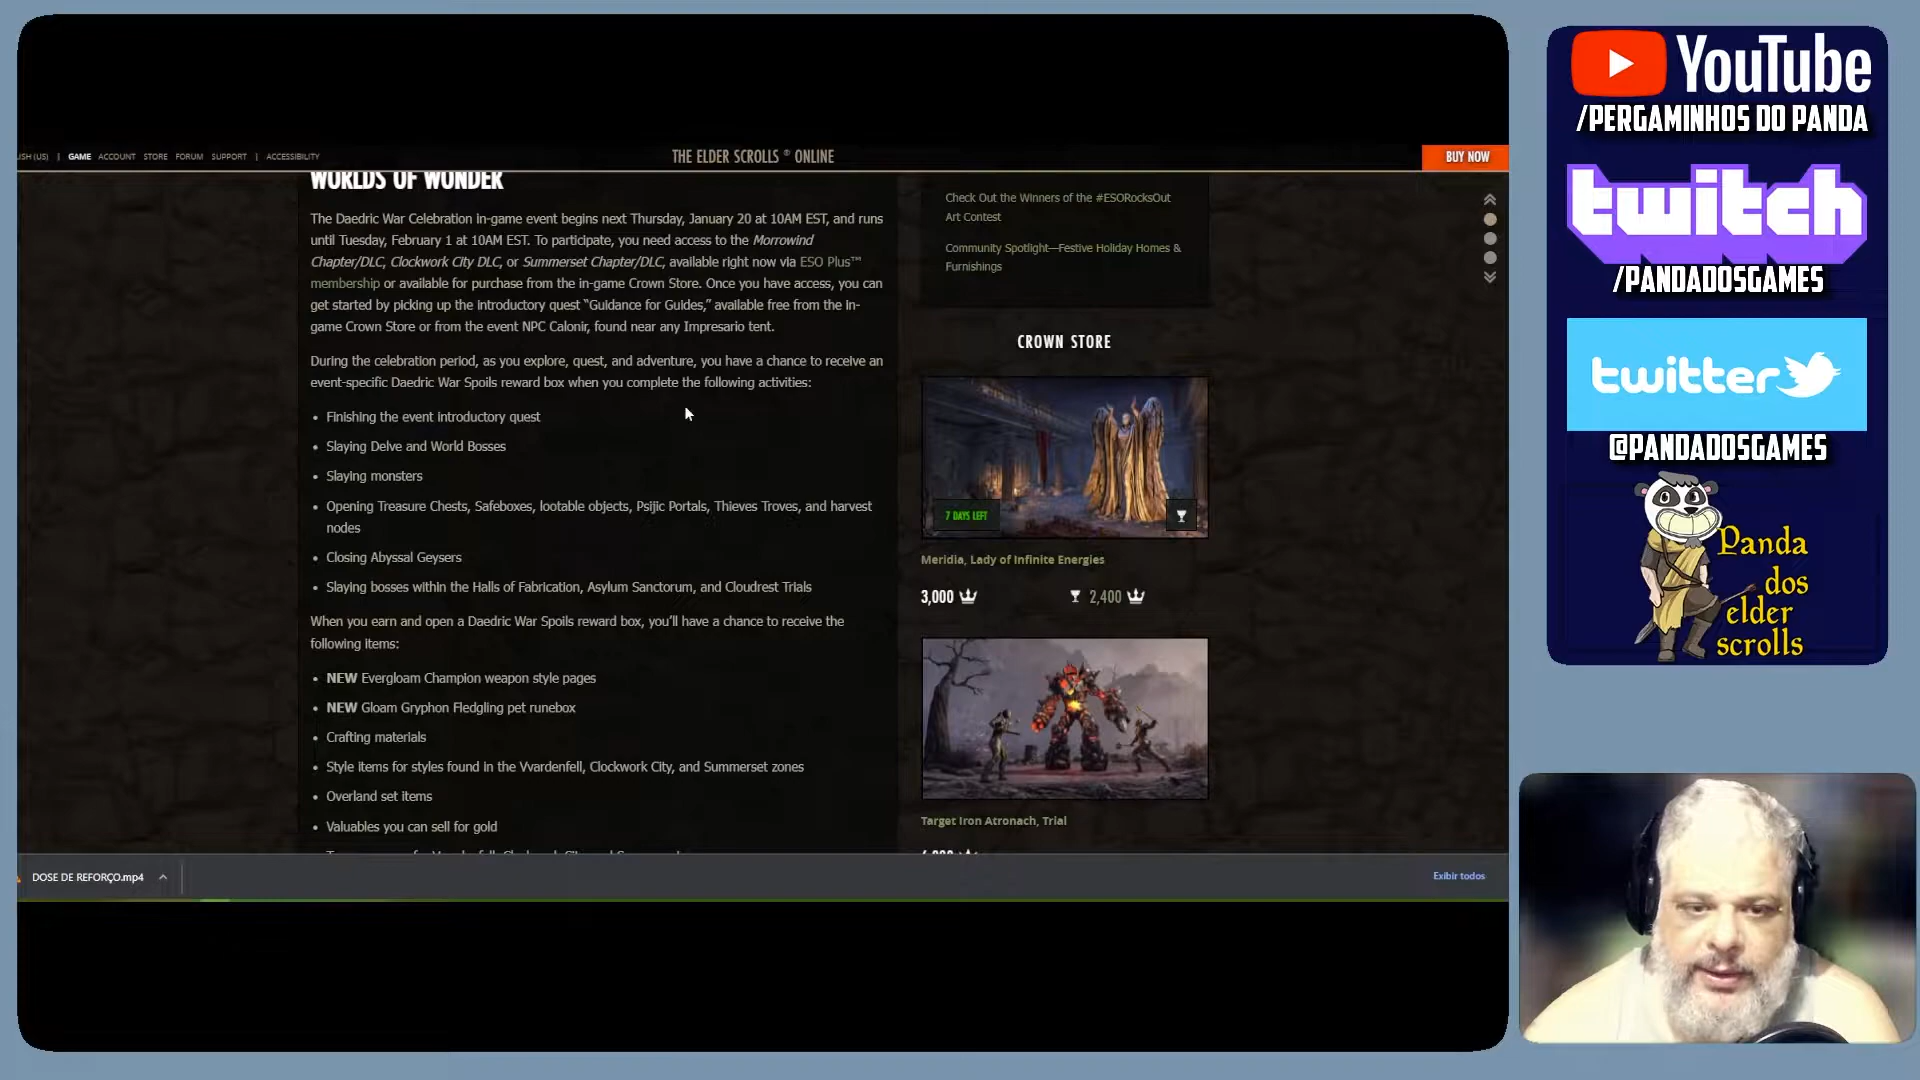 ISH (US) | GAME ACCOUNT STORE FORUM SUPPORT | ACCESSIBILITY
THE ELDER SCROLLS ® ONLINE
BUY NOW
WORLDS OF WONDER
The Daedric War Celebration in-game event begins next Thursday, January 20 at 10AM EST, and runs
until Tuesday, February 1 at 10AM EST. To participate, you need access to the Morrowind
Chapter/DLC, Clockwork City DLC, or Summerset Chapter/DLC, available right now via ESO Plus™
membership or available for purchase from the in-game Crown Store. Once you have access, you can
get started by picking up the introductory quest “Guidance for Guides,” available free from the in-
game Crown Store or from the event NPC Calonir, found near any Impresario tent.
During the celebration period, as you explore, quest, and adventure, you have a chance to receive an
event-specific Daedric War Spoils reward box when you complete the following activities:
• Finishing the event introductory quest
• Slaying Delve and World Bosses
• Slaying monsters
• Opening Treasure Chests, Safeboxes, lootable objects, Psijic Portals, Thieves Troves, and harvest
nodes
• Closing Abyssal Geysers
• Slaying bosses within the Halls of Fabrication, Asylum Sanctorum, and Cloudrest Trials
When you earn and open a Daedric War Spoils reward box, you’ll have a chance to receive the
following items:
• NEW Evergloam Champion weapon style pages
• NEW Gloam Gryphon Fledgling pet runebox
• Crafting materials
• Style items for styles found in the Vvardenfell, Clockwork City, and Summerset zones
• Overland set items
• Valuables you can sell for gold
Check Out the Winners of the #ESORocksOut
Art Contest
Community Spotlight—Festive Holiday Homes &
Furnishings
CROWN STORE
7 DAYS LEFT
Meridia, Lady of Infinite Energies
3,000 2,400
Target Iron Atronach, Trial
DOSE DE REFORÇO.mp4
Exibir todos
YouTube
/PERGAMINHOS DO PANDA
twitch
/PANDADOSGAMES
twitter
@PANDADOSGAMES
Panda
dos
elder
scrolls